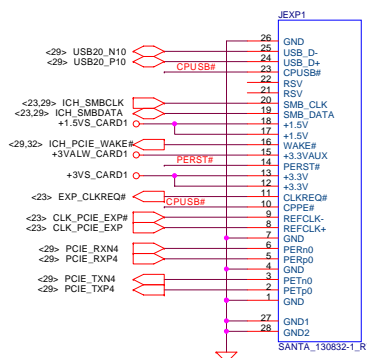 JEXP1
26 GND
<29> USB20_N10 25 USB_D-
<29> USB20_P10 24 USB_D+
CPUSB# 23 CPUSB#
22 RSV
21 RSV
<23,29> ICH_SMBCLK 20 SMB_CLK
<23,29> ICH_SMBDATA 19 SMB_DATA
+1.5VS_CARD1 18 +1.5V
17 +1.5V
<29,32> ICH_PCIE_WAKE# 16 WAKE#
+3VALW_CARD1 15 +3.3VAUX
PERST# 14 PERST#
+3VS_CARD1 13 +3.3V
12 +3.3V
<23> EXP_CLKREQ# 11 CLKREQ#
CPUSB# 10 CPPE#
<23> CLK_PCIE_EXP# 9 REFCLK-
<23> CLK_PCIE_EXP 8 REFCLK+
7 GND
<29> PCIE_RXN4 6 PERn0
<29> PCIE_RXP4 5 PERp0
4 GND
<29> PCIE_TXN4 3 PETn0
<29> PCIE_TXP4 2 PETp0
1 GND
27 GND1
28 GND2
SANTA_130832-1_R